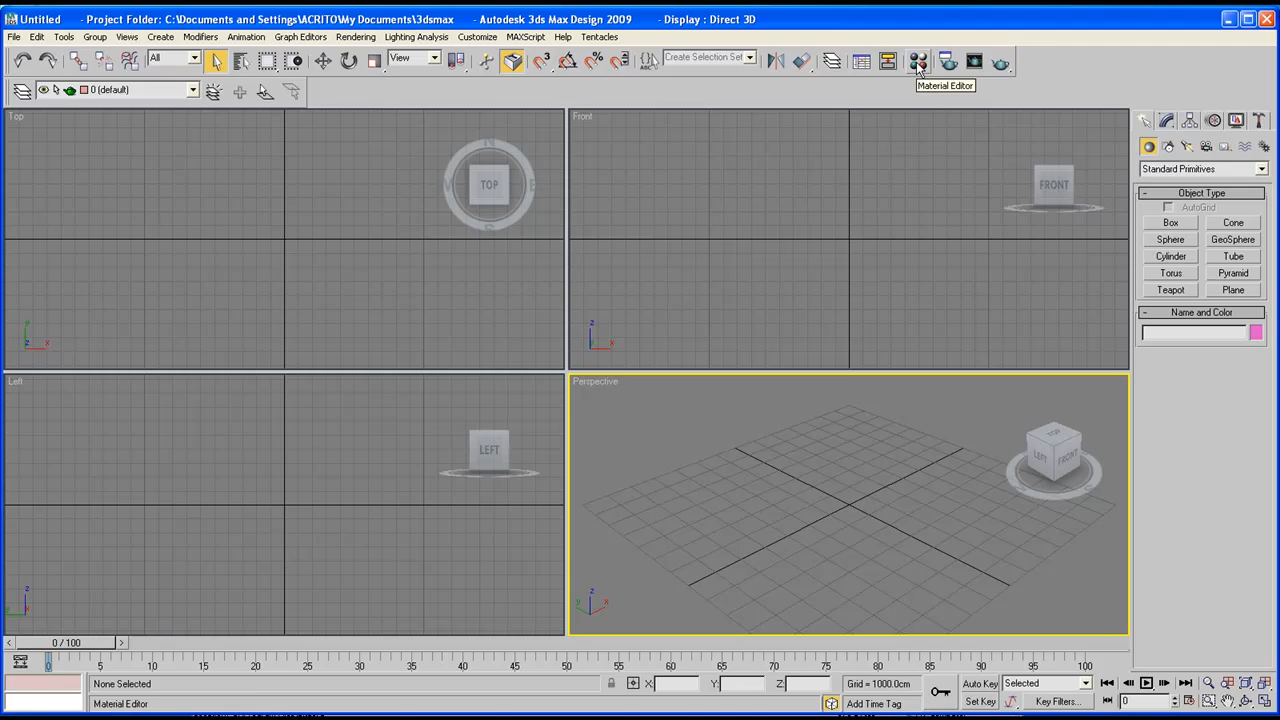 Untitled - Project Folder: C:\Documents and Settings\ACRITO\My Documents\3dsmax - Autodesk 3ds Max Design 2009 - Display : Direct 3D
File Edit Tools Group Views Create Modifiers Animation Graph Editors Rendering Lighting Analysis Customize MAXScript Help Tentacles
All View Create Selection Set
Material Editor
0 (default)
Top
N
TOP
S
Front
FRONT
Standard Primitives
Object Type
AutoGrid
Box Cone
Sphere GeoSphere
Cylinder Tube
Torus Pyramid
Teapot Plane
Name and Color
y
z x
z
x
Left
LEFT
z
Perspective
TOP
LEFT FRONT
z
y x
< 0 / 100 >
0 5 10 15 20 25 30 35 40 45 50 55 60 65 70 75 80 85 90 95 100
None Selected X: Y: Z: Grid = 1000.0cm Auto Key Selected
Material Editor Add Time Tag Set Key Key Filters... 0